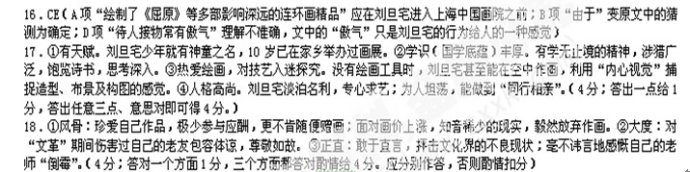 16.CE(A项“绘制了《屈原》等多部影响深远的连环画精品”应在刘旦宅进入上海中国画院之前；B项“由于”变原文中的猜
测为确定；D项“待人接物常有傲气”理解不准确，文中的“傲气”只是刘旦宅的行为给人的一种感觉)
17.①有天赋。刘旦宅少年就有神童之名，10岁已在家乡举办过画展。②学识(国学底蕴)丰厚。有学无止境的精神，涉猎广
泛，饱览诗书，思考深入。③热爱绘画，对技艺入迷探究。没有绘画工具时，刘旦宅甚至能在空中作画，利用“内心视觉”捕
捉造型、布景及构图的感觉。④人格高尚。刘旦宅淡泊名利，专心求艺；为人坦荡，能做到“同行相亲”。(4分；答出一点给1
分，答出任意三点、意思对即可得4分。)
18.①风骨：珍爱自己作品，极少参与应酬，更不肯随便赠画；面对画价上涨，知音稀少的现实，毅然放弃作画。②大度：对
“文革”期间伤害过自己的老友包容体谅，尊敬如故。③正直：敢于直言，抨击文化界的不良现状；毫不讳言地感慨自己的老
师“倒霉”。(4分；答对一个方面1分，三个方面都答对酌情给4分。应分别作答，否则酌情扣分)